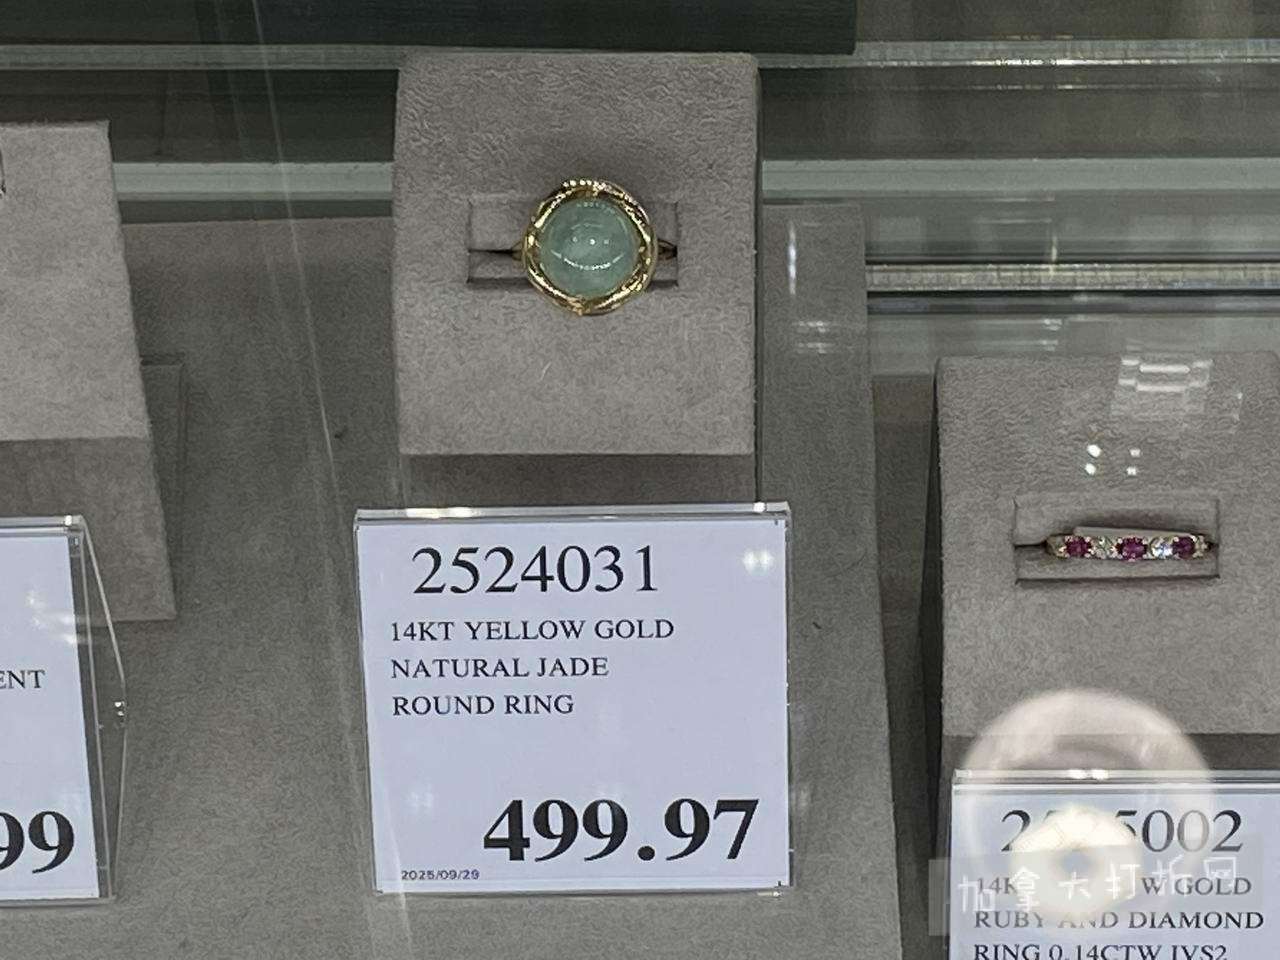 ENT
99
2524031
14KT YELLOW GOLD
NATURAL JADE
ROUND RING
499.97
2025/09/29
5002
W GOLD
RUBY AND DIAMOND
RING 0.14CTW IVS2
加拿大打折网